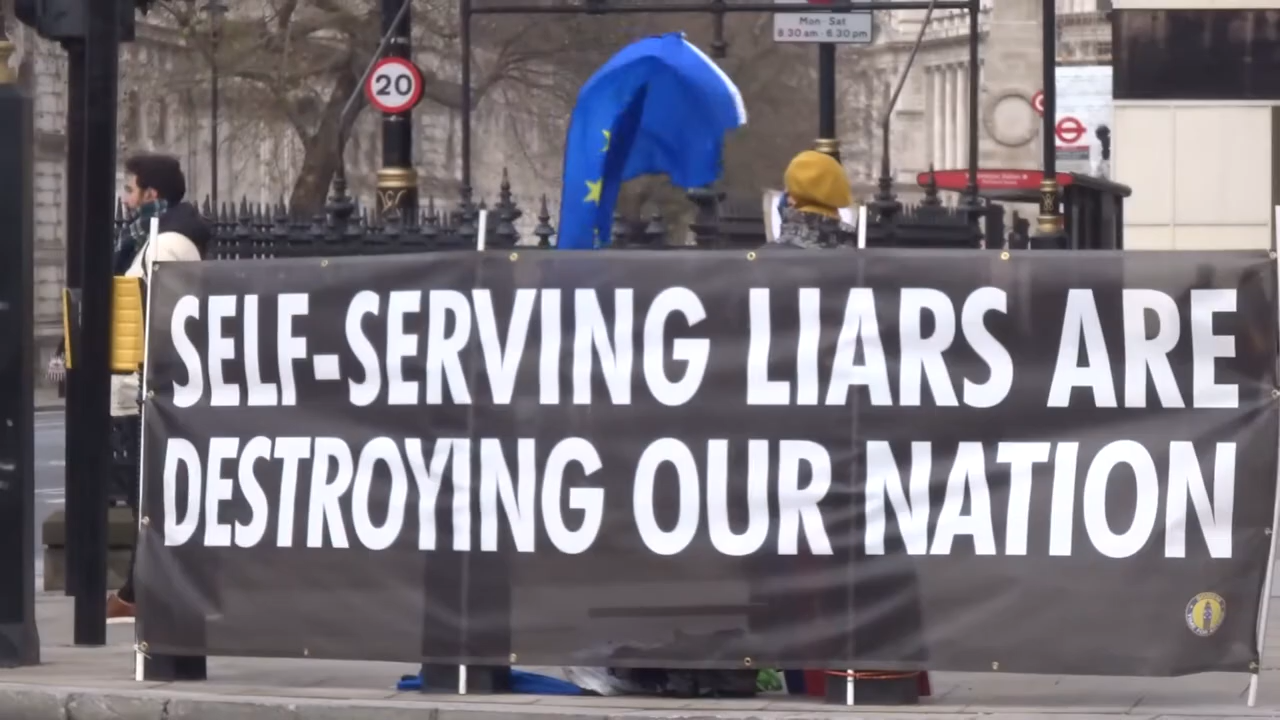 Mon - Sat
8.30 am - 6.30 pm
20
SELF-SERVING LIARS ARE
DESTROYING OUR NATION